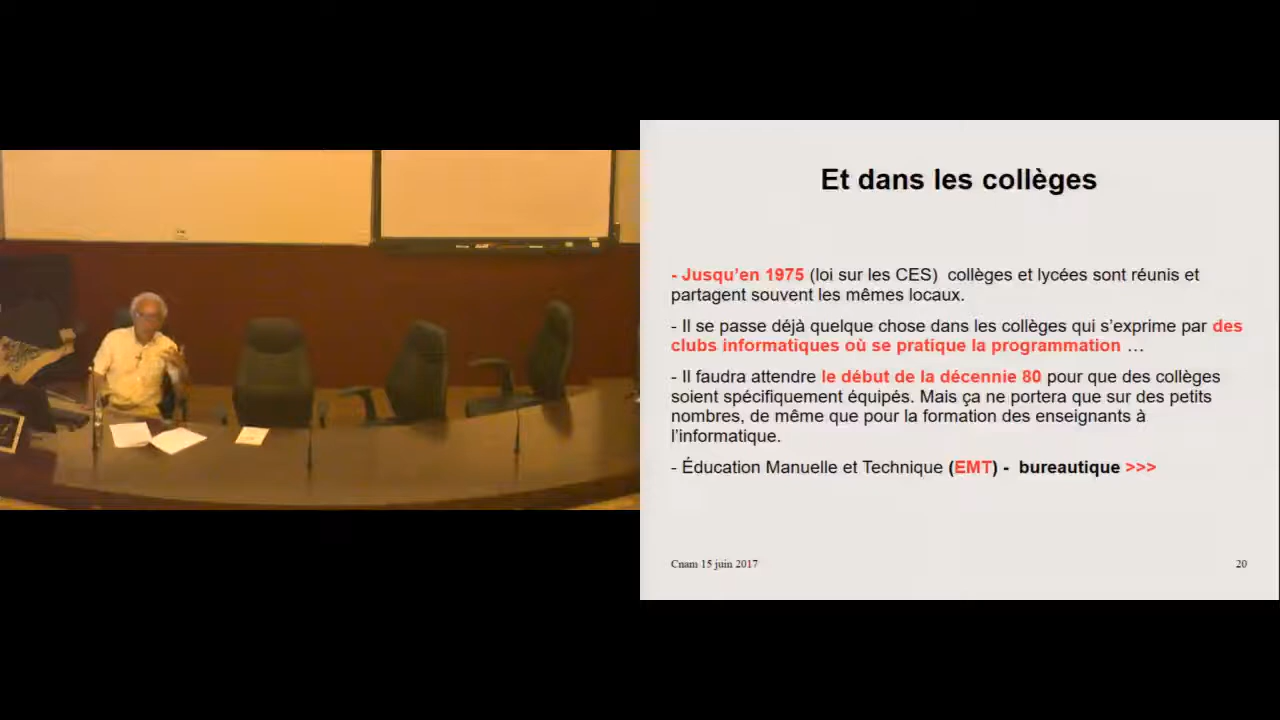 Et dans les collèges
- Jusqu’en 1975 (loi sur les CES) collèges et lycées sont réunis et
partagent souvent les mêmes locaux.
- Il se passe déjà quelque chose dans les collèges qui s’exprime par des
clubs informatiques où se pratique la programmation …
- Il faudra attendre le début de la décennie 80 pour que des collèges
soient spécifiquement équipés. Mais ça ne portera que sur des petits
nombres, de même que pour la formation des enseignants à
l’informatique.
- Éducation Manuelle et Technique (EMT) - bureautique >>>
Cnam 15 juin 2017
20